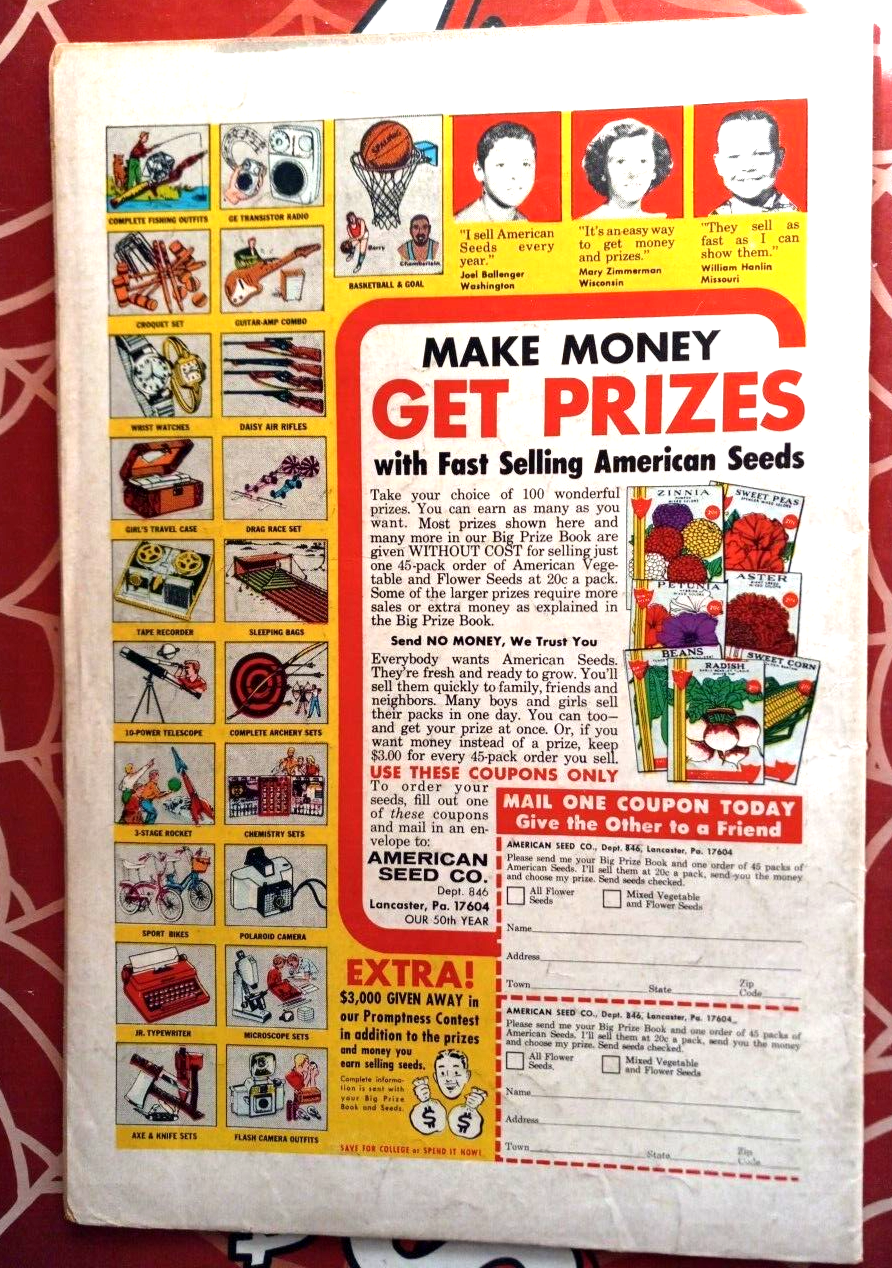 COMPLETE FISHING OUTFITS
GE TRANSISTOR RADIO
SPALDING
Barry
Chamberlain
BASKETBALL & GOAL
CROQUET SET
GUITAR-AMP COMBO
WRIST WATCHES
DAISY AIR RIFLES
GIRL'S TRAVEL CASE
DRAG RACE SET
TAPE RECORDER
SLEEPING BAGS
10-POWER TELESCOPE
COMPLETE ARCHERY SETS
3-STAGE ROCKET
CHEMISTRY SETS
SPORT BIKES
POLAROID CAMERA
JR. TYPEWRITER
MICROSCOPE SETS
AXE & KNIFE SETS
FLASH CAMERA OUTFITS
"I sell American
Seeds every
year."
Joel Ballenger
Washington
"It's an easy way
to get money
and prizes."
Mary Zimmerman
Wisconsin
"They sell as
fast as I can
show them."
William Hanlin
Missouri
MAKE MONEY
GET PRIZES
with Fast Selling American Seeds
Take your choice of 100 wonderful
prizes. You can earn as many as you
want. Most prizes shown here and
many more in our Big Prize Book are
given WITHOUT COST for selling just
one 45-pack order of American Vege-
table and Flower Seeds at 20c a pack.
Some of the larger prizes require more
sales or extra money as explained in
the Big Prize Book.
Send NO MONEY, We Trust You
Everybody wants American Seeds.
They're fresh and ready to grow. You'll
sell them quickly to family, friends and
neighbors. Many boys and girls sell
their packs in one day. You can too—
and get your prize at once. Or, if you
want money instead of a prize, keep
$3.00 for every 45-pack order you sell.
USE THESE COUPONS ONLY
To order your
seeds, fill out one
of these coupons
and mail in an en-
velope to:
AMERICAN
SEED CO.
Dept. 846
Lancaster, Pa. 17604
OUR 50th YEAR
ZINNIA
SWEET PEAS
PETUNIA
ASTER
BEANS
RADISH
SWEET CORN
MAIL ONE COUPON TODAY
Give the Other to a Friend
AMERICAN SEED CO., Dept. 846, Lancaster, Pa. 17604
Please send me your Big Prize Book and one order of 45 packs of
American Seeds. I'll sell them at 20c a pack, send you the money
and choose my prize. Send seeds checked.
All Flower
Seeds
Mixed Vegetable
and Flower Seeds
Name
Address
Town State Zip
Code
AMERICAN SEED CO., Dept. 846, Lancaster, Pa. 17604
Please send me your Big Prize Book and one order of 45 packs of
American Seeds. I'll sell them at 20c a pack, send you the money
and choose my prize. Send seeds checked.
All Flower
Seeds
Mixed Vegetable
and Flower Seeds
Name
Address
Town State Zip
Code
EXTRA!
$3,000 GIVEN AWAY in
our Promptness Contest
in addition to the prizes
and money you
earn selling seeds.
Complete informa-
tion is sent with
your Big Prize
Book and Seeds.
$ $
SAVE FOR COLLEGE or SPEND IT NOW!